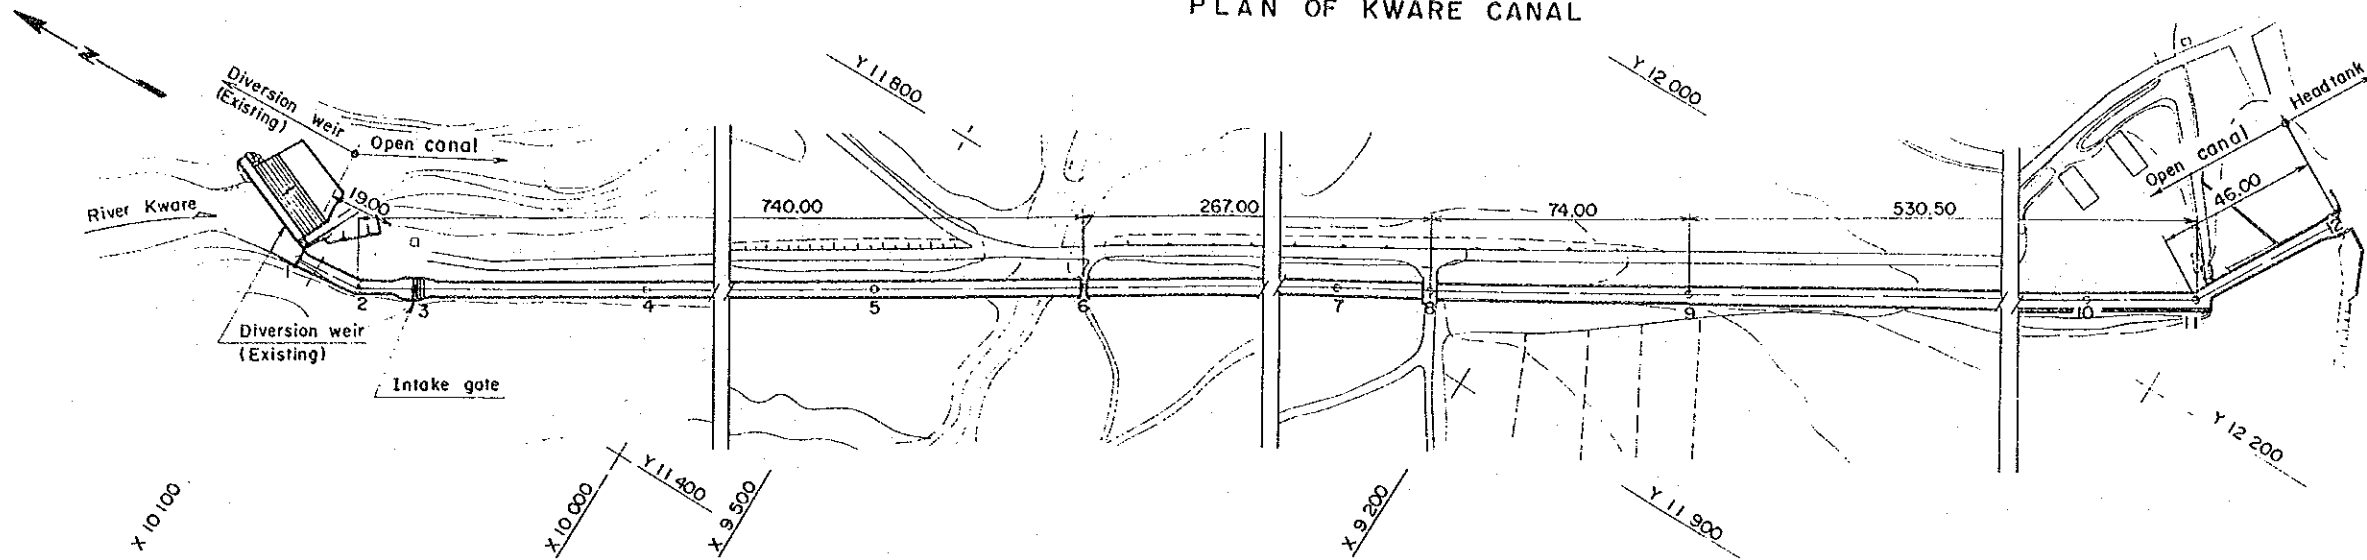 PLAN OF KWARE CANAL
N
Diversion weir
(Existing)
Open canal
River Kware
19.00
Y 11 800
Y 12 000
740.00
267.00
74.00
530.50
Headtank
Open canal
46.00
1
2
3
4
5
6
7
8
9
10
11
12
Diversion weir
(Existing)
Intake gate
X 10 100
X 10 000
Y 11 400
X 9 500
X 9 200
Y 11 900
Y 12 200